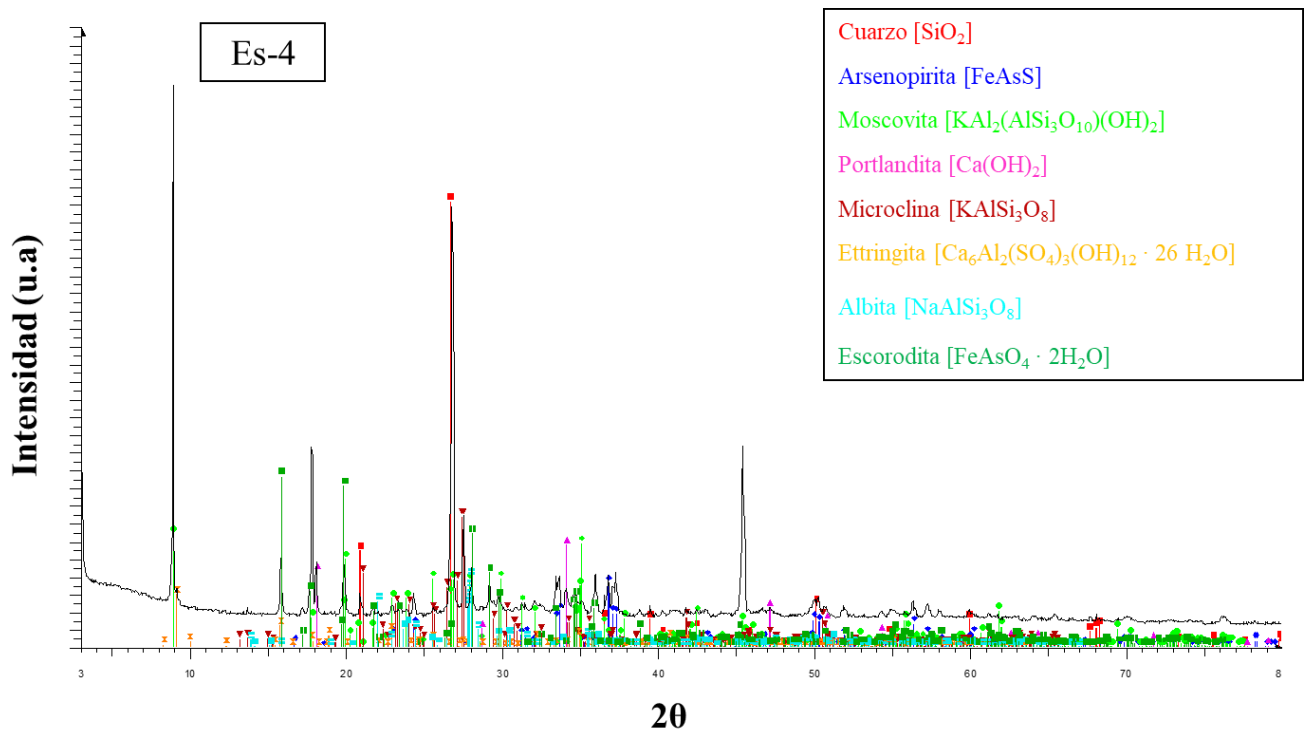 Es-4
Cuarzo [SiO₂]
Arsenopirita [FeAsS]
Moscovita [KAl₂(AlSi₃O₁₀)(OH)₂]
Portlandita [Ca(OH)₂]
Microclina [KAlSi₃O₈]
Ettringita [Ca₆Al₂(SO₄)₃(OH)₁₂ · 26 H₂O]
Albita [NaAlSi₃O₈]
Escorodita [FeAsO₄ · 2H₂O]
Intensidad (u.a)
3 10 20 30 40 50 60 70 8
2θ